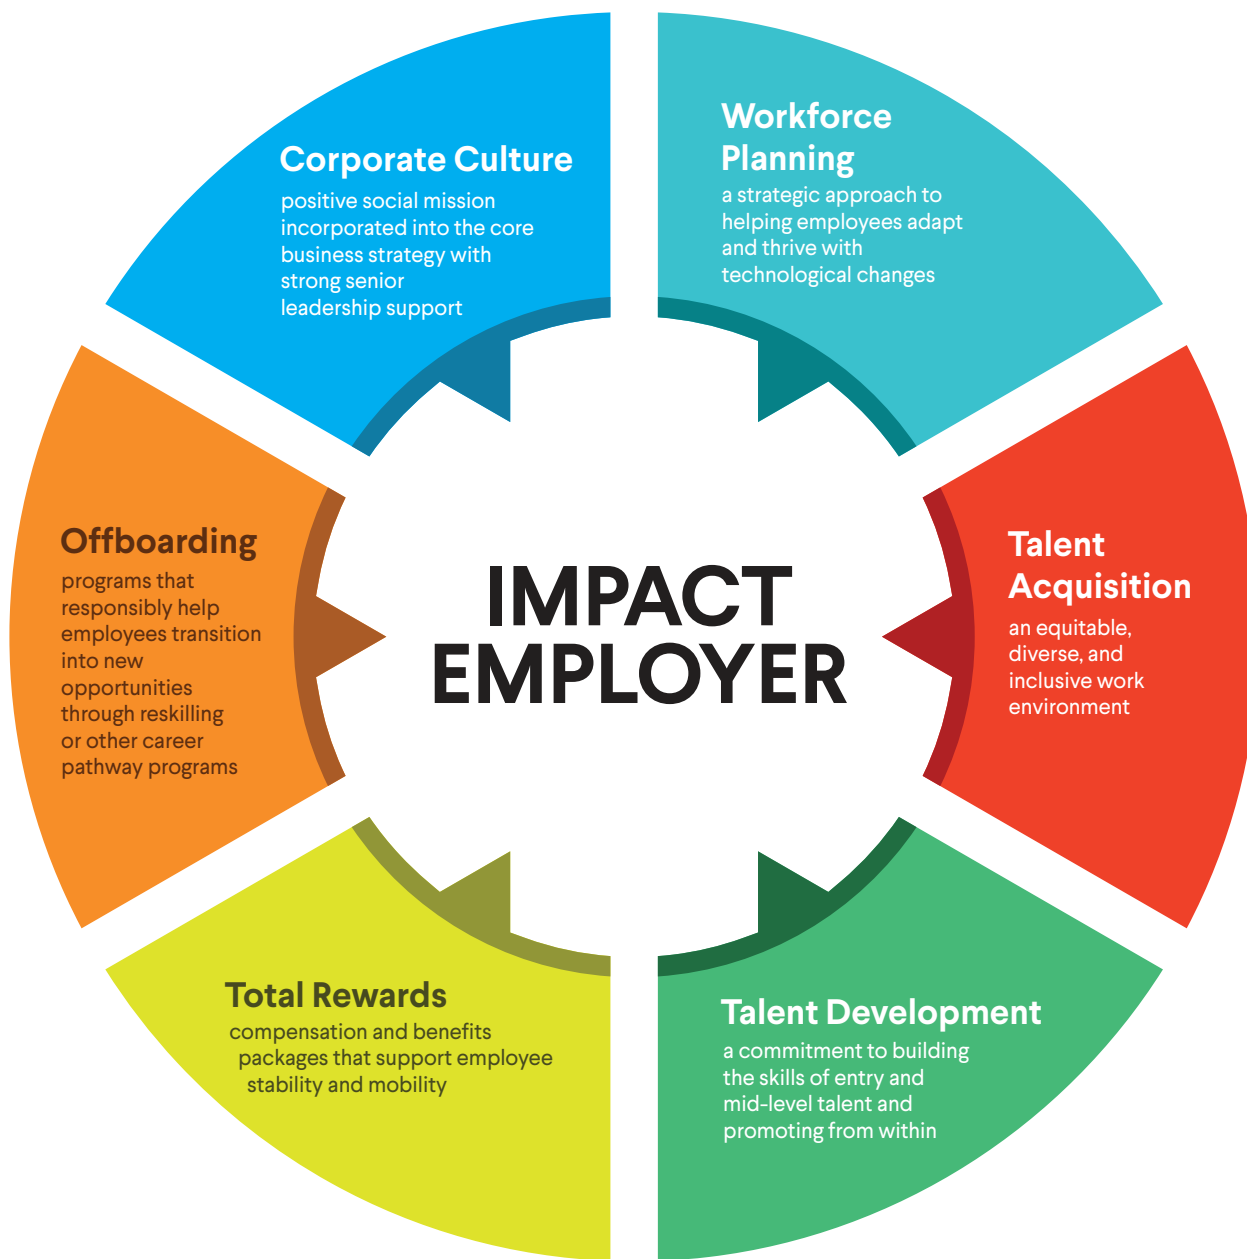 Corporate Culture
positive social mission
incorporated into the core
business strategy with
strong senior
leadership support
Workforce
Planning
a strategic approach to
helping employees adapt
and thrive with
technological changes
Offboarding
programs that
responsibly help
employees transition
into new
opportunities
through reskilling
or other career
pathway programs
IMPACT
EMPLOYER
Talent
Acquisition
an equitable,
diverse, and
inclusive work
environment
Total Rewards
compensation and benefits
packages that support employee
stability and mobility
Talent Development
a commitment to building
the skills of entry and
mid-level talent and
promoting from within